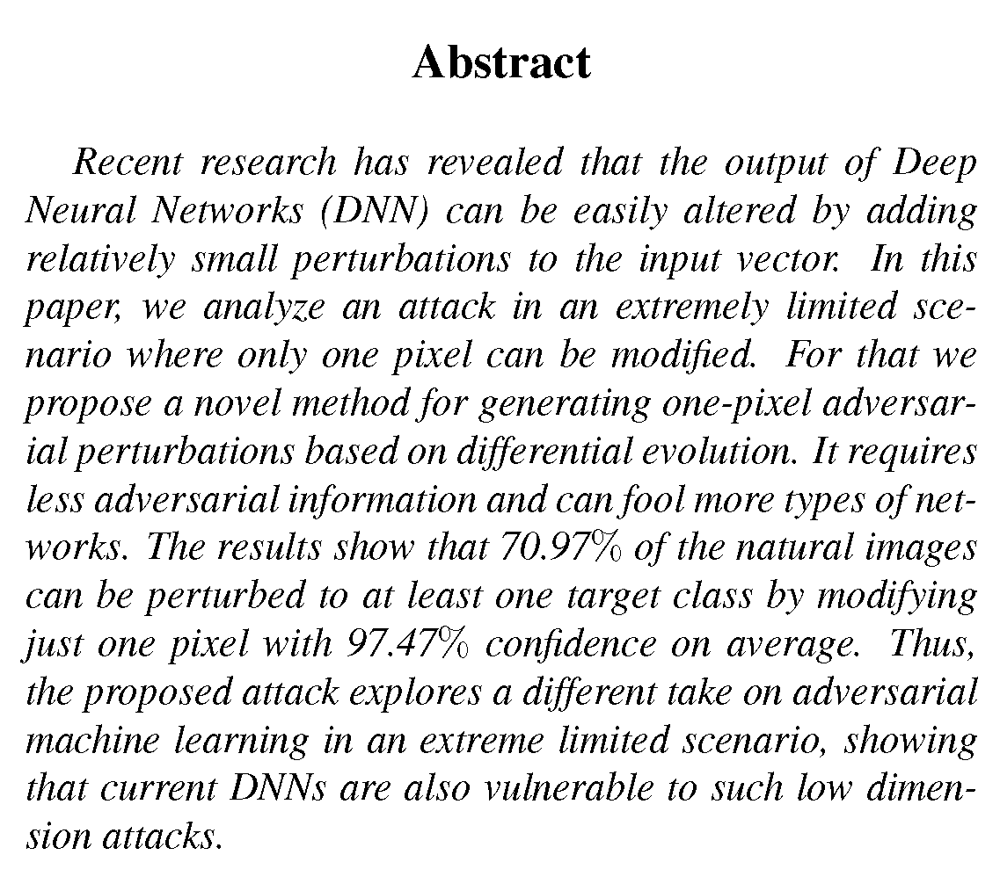 Abstract
Recent research has revealed that the output of Deep
Neural Networks (DNN) can be easily altered by adding
relatively small perturbations to the input vector. In this
paper, we analyze an attack in an extremely limited sce-
nario where only one pixel can be modified. For that we
propose a novel method for generating one-pixel adversar-
ial perturbations based on differential evolution. It requires
less adversarial information and can fool more types of net-
works. The results show that 70.97% of the natural images
can be perturbed to at least one target class by modifying
just one pixel with 97.47% confidence on average. Thus,
the proposed attack explores a different take on adversarial
machine learning in an extreme limited scenario, showing
that current DNNs are also vulnerable to such low dimen-
sion attacks.